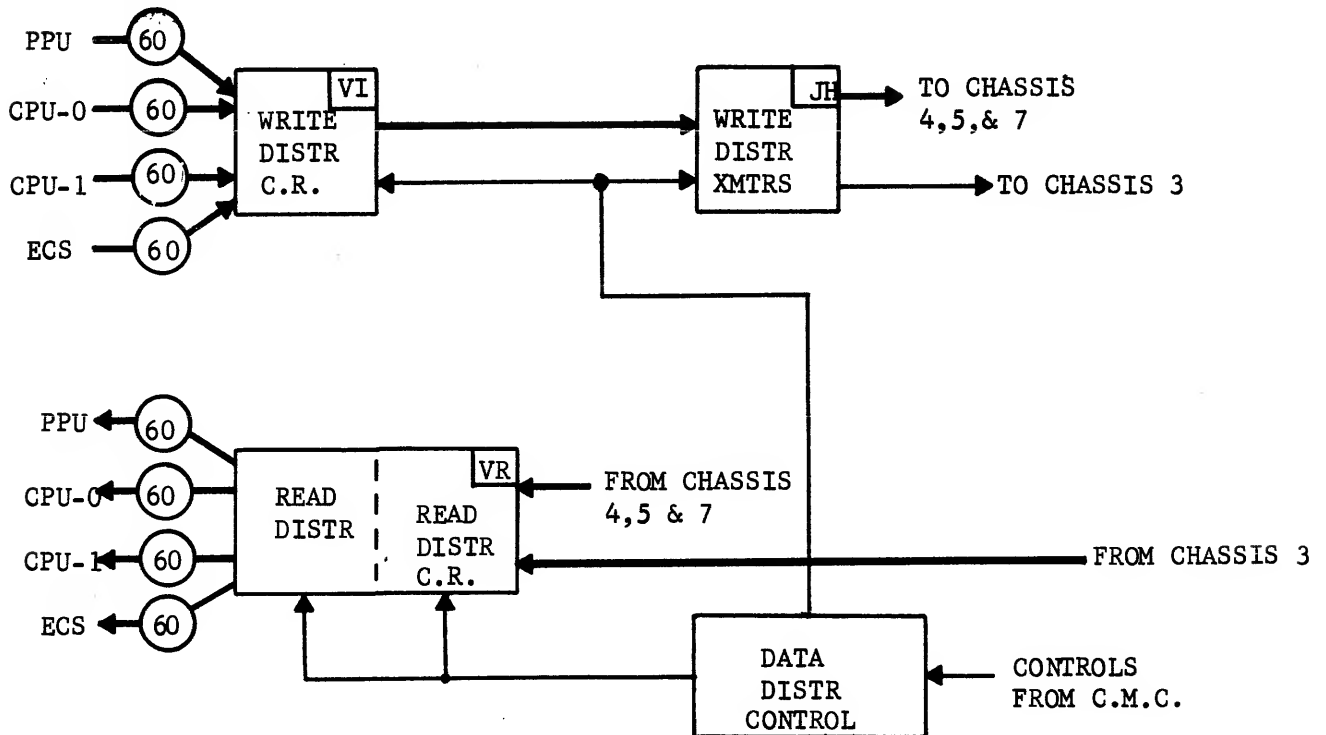 PPU
60
CPU-0
60
CPU-1
60
ECS
60
VI
WRITE
DISTR
C.R.
JH
WRITE
DISTR
XMTRS
TO CHASSIS
4,5,& 7
TO CHASSIS 3
PPU
60
CPU-0
60
CPU-1
60
ECS
60
READ
DISTR
VR
READ
DISTR
C.R.
FROM CHASSIS
4,5 & 7
FROM CHASSIS 3
DATA
DISTR
CONTROL
CONTROLS
FROM C.M.C.